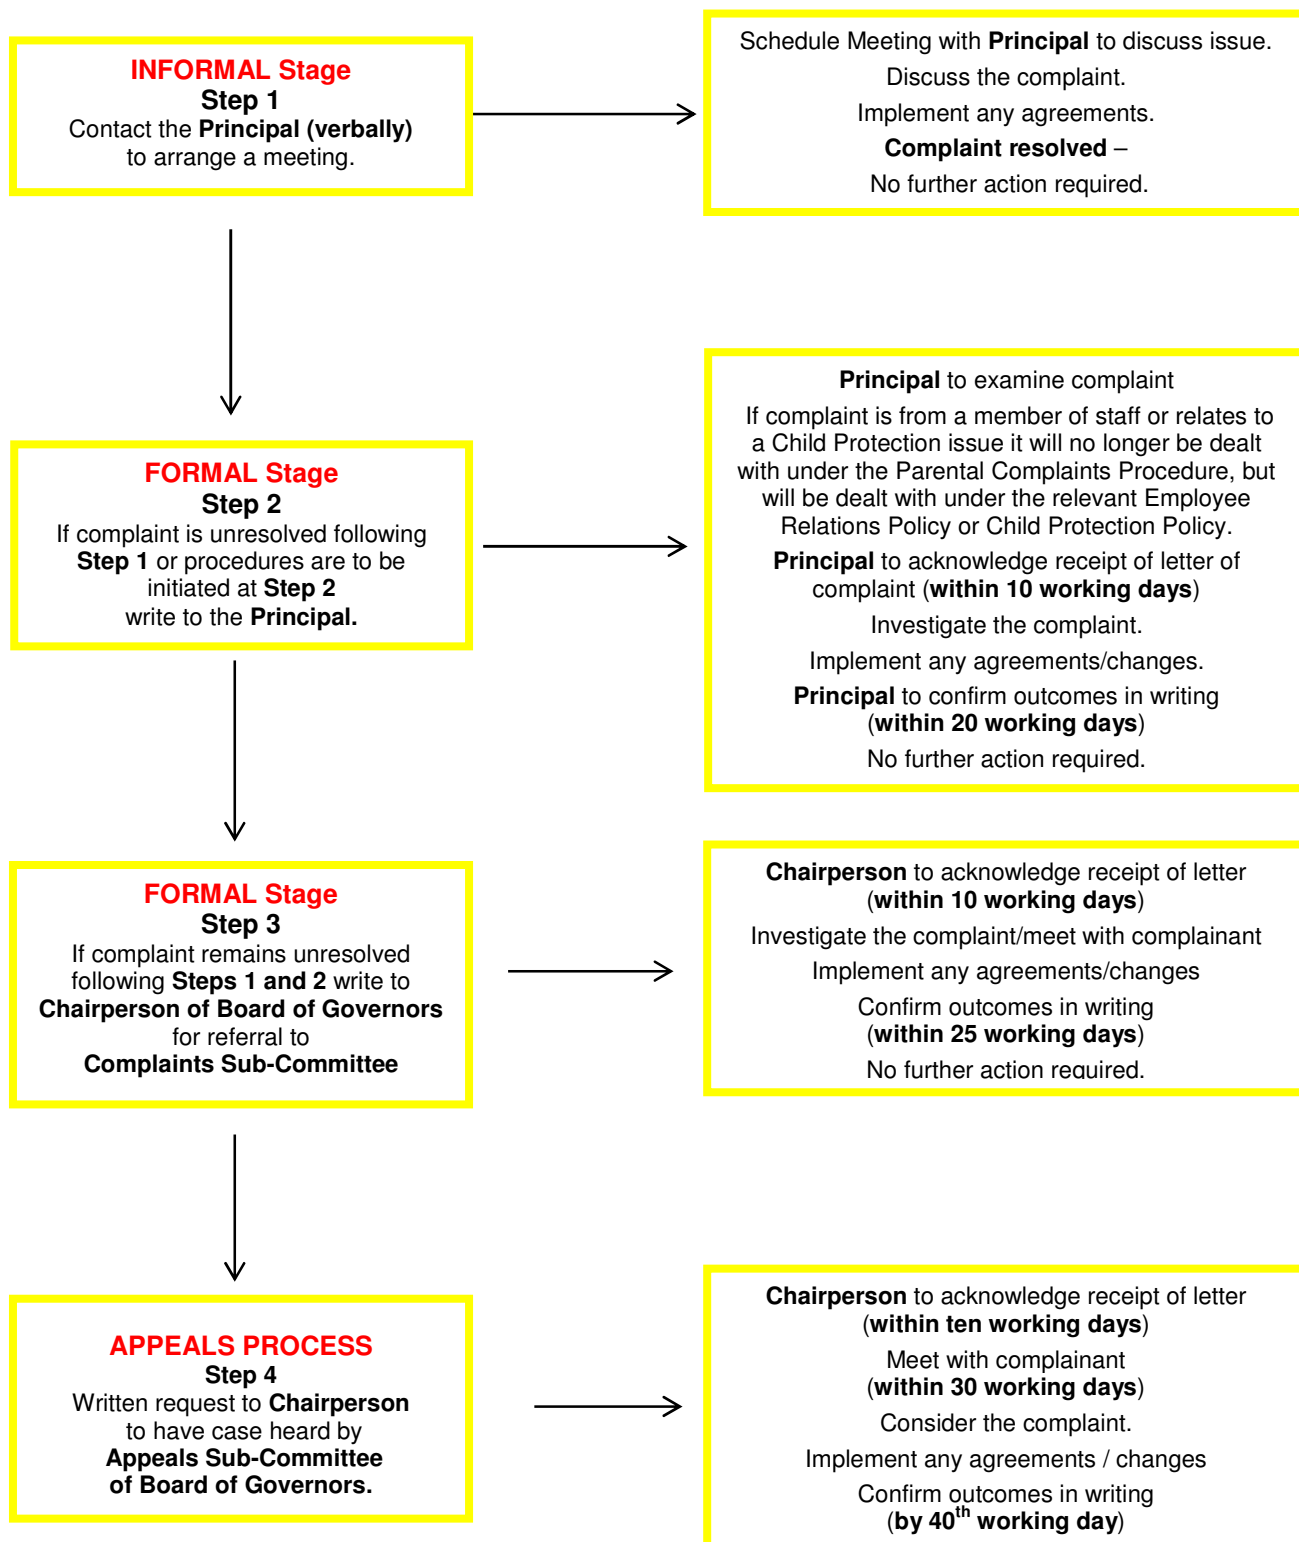 INFORMAL Stage
Step 1
Contact the Principal (verbally)
to arrange a meeting.
Schedule Meeting with Principal to discuss issue.
Discuss the complaint.
Implement any agreements.
Complaint resolved –
No further action required.
FORMAL Stage
Step 2
If complaint is unresolved following
Step 1 or procedures are to be
initiated at Step 2
write to the Principal.
Principal to examine complaint
If complaint is from a member of staff or relates to
a Child Protection issue it will no longer be dealt
with under the Parental Complaints Procedure, but
will be dealt with under the relevant Employee
Relations Policy or Child Protection Policy.
Principal to acknowledge receipt of letter of
complaint (within 10 working days)
Investigate the complaint.
Implement any agreements/changes.
Principal to confirm outcomes in writing
(within 20 working days)
No further action required.
FORMAL Stage
Step 3
If complaint remains unresolved
following Steps 1 and 2 write to
Chairperson of Board of Governors
for referral to
Complaints Sub-Committee
Chairperson to acknowledge receipt of letter
(within 10 working days)
Investigate the complaint/meet with complainant
Implement any agreements/changes
Confirm outcomes in writing
(within 25 working days)
No further action required.
APPEALS PROCESS
Step 4
Written request to Chairperson
to have case heard by
Appeals Sub-Committee
of Board of Governors.
Chairperson to acknowledge receipt of letter
(within ten working days)
Meet with complainant
(within 30 working days)
Consider the complaint.
Implement any agreements / changes
Confirm outcomes in writing
(by 40th working day)